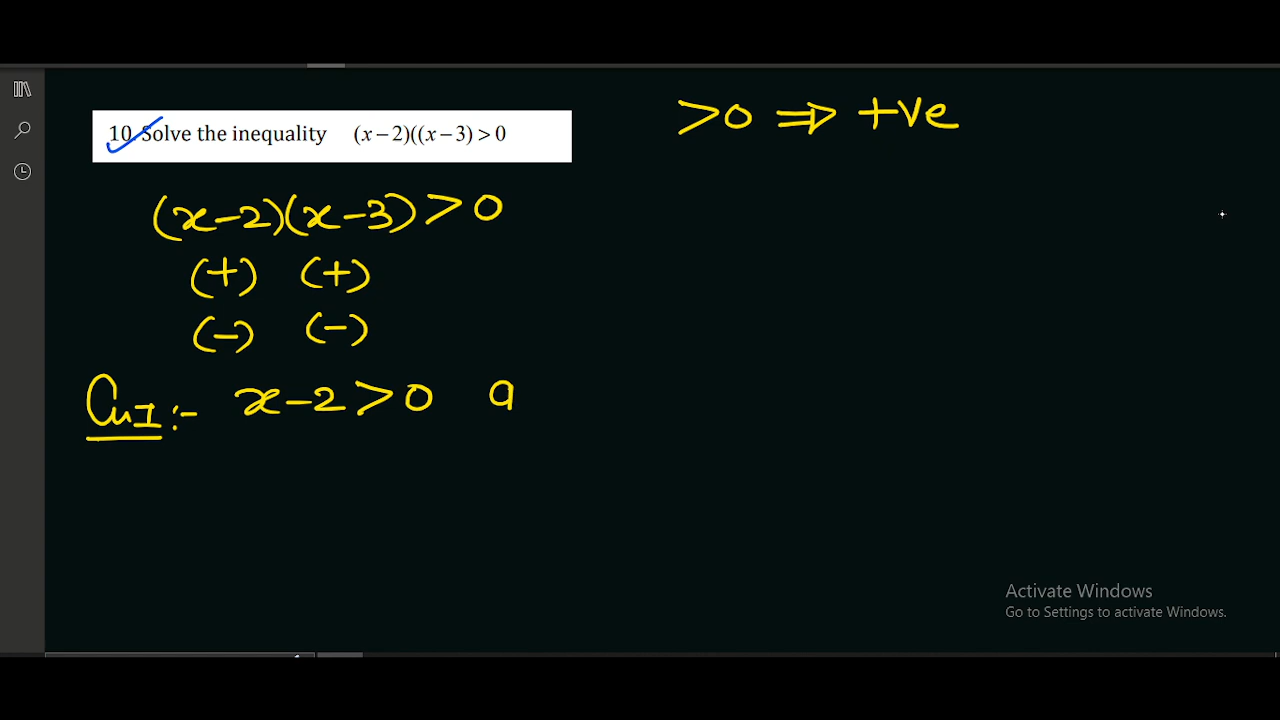 10. Solve the inequality (x−2)((x−3)>0
>0 ⇒ +ve
(x−2)(x−3)>0
(+) (+)
(−) (−)
x−2>0 a
Activate Windows
Go to Settings to activate Windows.